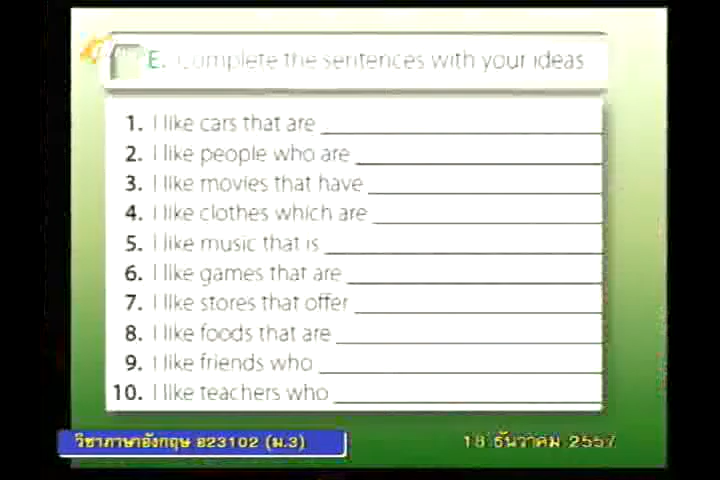 E. Complete the sentences with your ideas
1. I like cars that are
2. I like people who are
3. I like movies that have
4. I like clothes which are
5. I like music that is
6. I like games that are
7. I like stores that offer
8. I like foods that are
9. I like friends who
10. I like teachers who
วิชาภาษาอังกฤษ อ23102 (ม.3)
18 ธันวาคม 2557